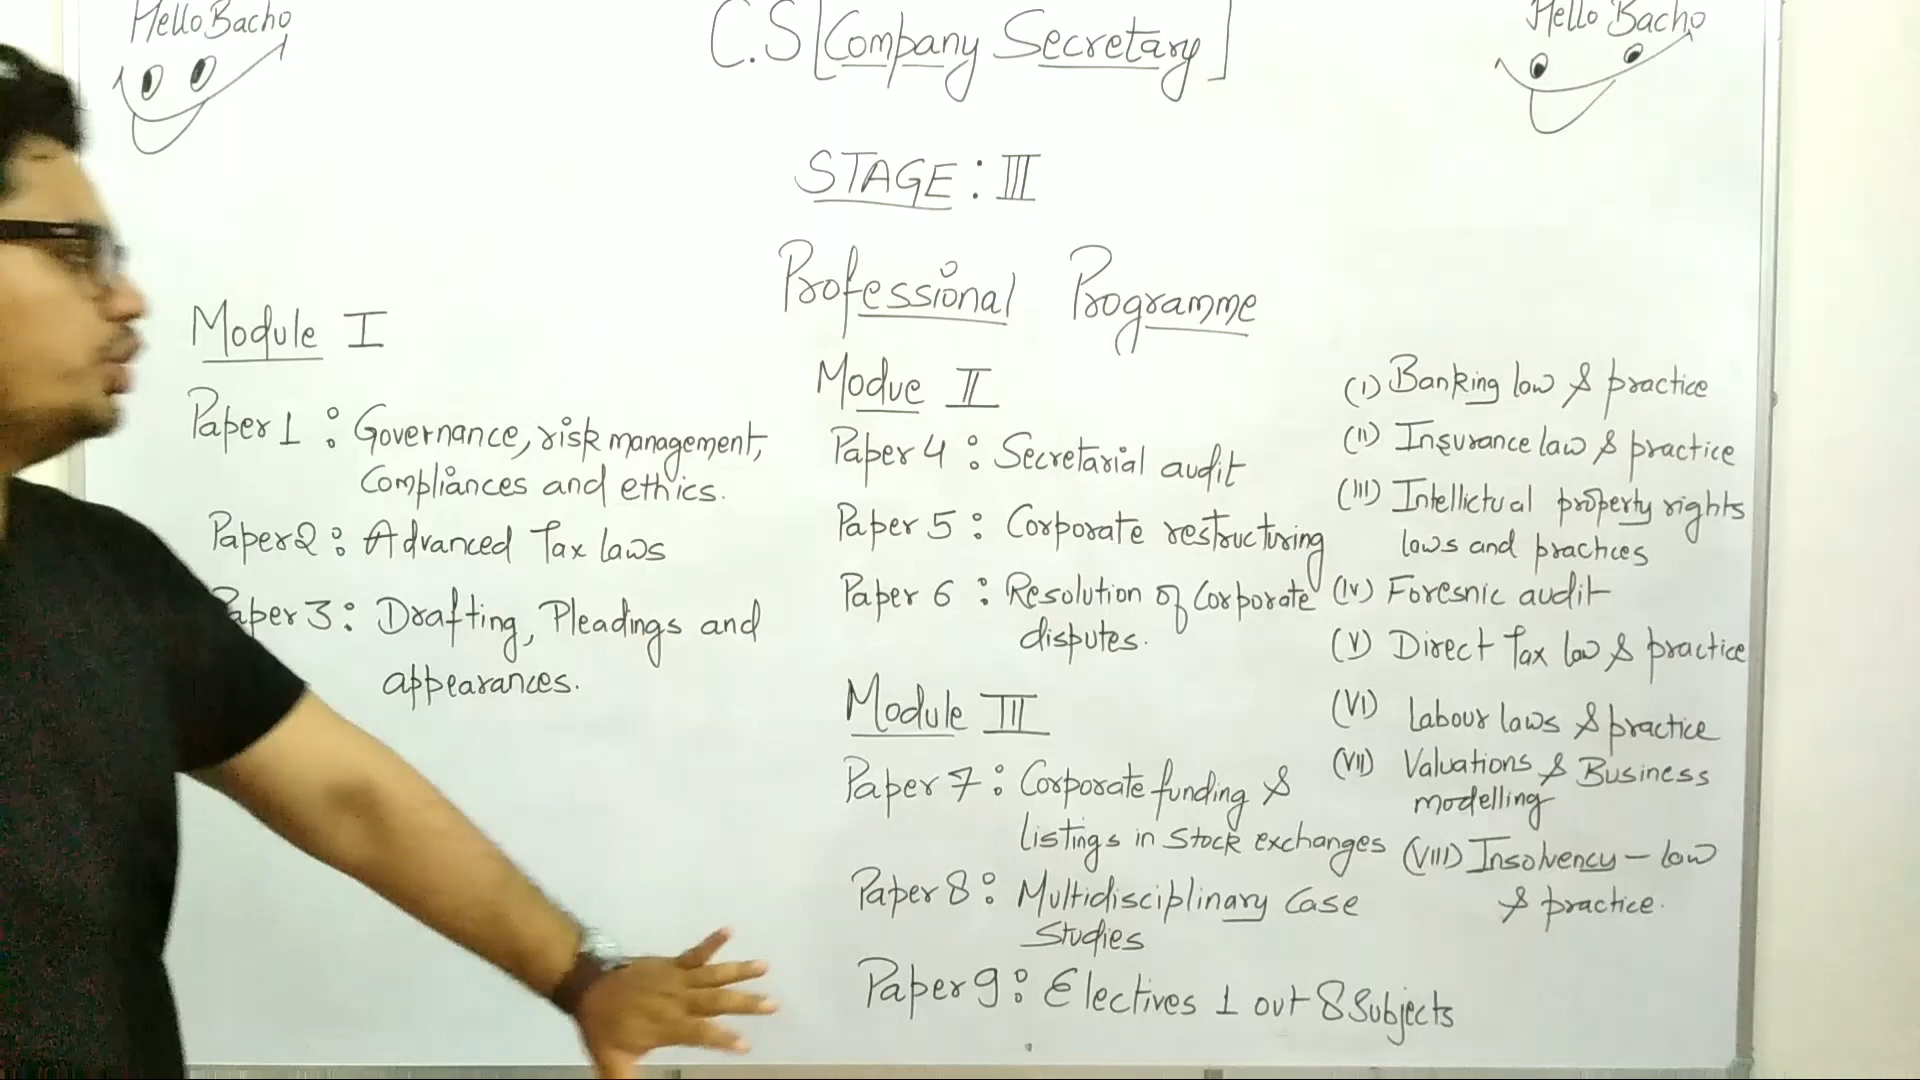 Hello Bacho
C.S [Company Secretary]
Hello Bacho
STAGE : III
Professional Programme
Module I
Paper 1 : Governance, risk management,
Compliances and ethics.
Paper 2 : Advanced Tax laws
Paper 3 : Drafting, Pleadings and
appearances.
Modue II
Paper 4 : Secretarial audit
Paper 5 : Corporate restructuring
Paper 6 : Resolution of Corporate
disputes.
Module III
Paper 7 : Corporate funding &
listings in stock exchanges
Paper 8 : Multidisciplinary Case
Studies
Paper 9 : Electives 1 out 8 Subjects
(I) Banking law & practice
(II) Insurance law & practice
(III) Intellictual property rights
laws and practices
(IV) Foresnic audit
(V) Direct Tax law & practice
(VI) Labour laws & practice
(VII) Valuations & Business
modelling
(VIII) Insolvency - law
& practice.